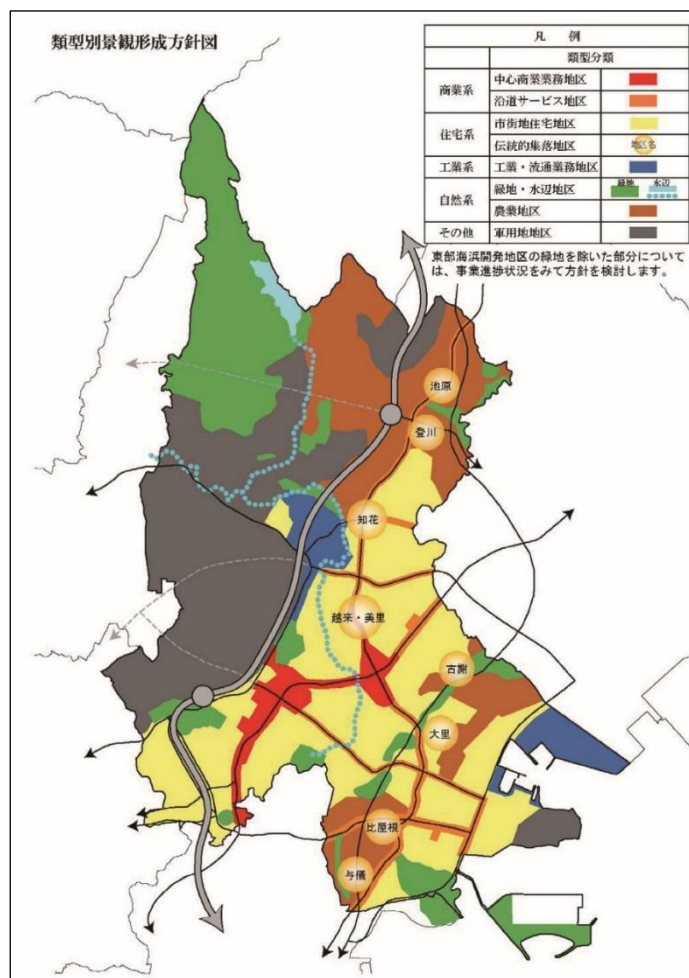 類型別景観形成方針図
凡 例
類型分類
商業系 中心商業業務地区
沿道サービス地区
住宅系 市街地住宅地区
伝統的集落地区 地区名
工業系 工業・流通業務地区
自然系 緑地・水辺地区 緑地 水辺
農業地区
その他 軍用地地区
東部海浜開発地区の緑地を除いた部分について
は、事業進捗状況をみて方針を検討します。
池原
登川
知花
越来・美里
古謝
大里
比屋根
与儀